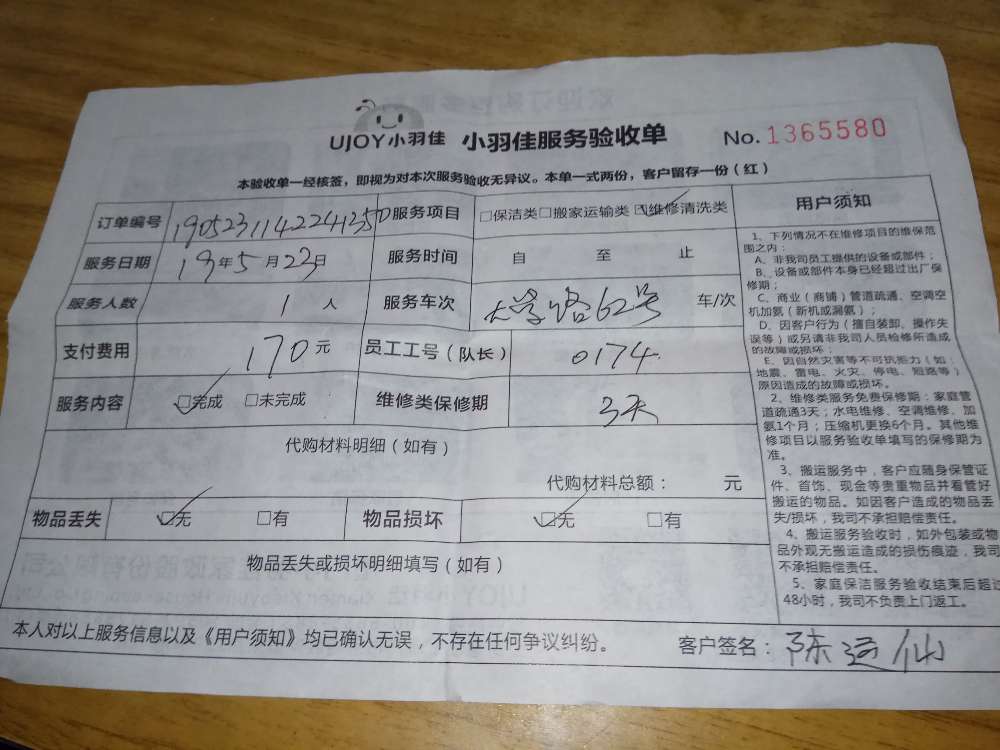 UJOY小羽佳 小羽佳服务验收单 No.1365580
本验收单一经核签，即视为对本次服务验收无异议。本单一式两份，客户留存一份（红）
订单编号 服务项目 □保洁类□搬家运输类☑维修清洗类
服务日期 19年5月23日 服务时间 自 至 止
服务人数 1人 服务车次 大学路62号 车/次
支付费用 170元 员工工号（队长） 0174
服务内容 ☑完成 □未完成 维修类保修期 3天
代购材料明细（如有）
代购材料总额： 元
物品丢失 ☑无 □有 物品损坏 ☑无 □有
物品丢失或损坏明细填写（如有）
本人对以上服务信息以及《用户须知》均已确认无误，不存在任何争议纠纷。 客户签名：陈运仙
用户须知
1、下列情况不在维修项目的维保范
围之内：
A、非我司员工提供的设备或部件；
B、设备或部件本身已经超过出厂保
修期；
C、商业（商铺）管道疏通、空调空
机加氨（新机或漏氨）；
D、因客户行为（擅自装卸、操作失
误等）或另请非我司人员检修所造成
的故障或损坏；
E、因自然灾害等不可抗拒力（如：
地震、雷电、火灾、停电、短路等）
原因造成的故障或损坏。
2、维修类服务免费保修期：家庭管
道疏通3天；水电维修、空调维修、加
氨1个月；压缩机更换6个月。其他维
修项目以服务验收单填写的保修期为
准。
3、搬运服务中，客户应随身保管证
件、首饰、现金等贵重物品并看管好
搬运的物品。如因客户造成的物品丢
失/损坏，我司不承担赔偿责任。
4、搬运服务验收时，如外包装或物
品外观无搬运造成的损伤痕迹，我司
不承担赔偿责任。
5、家庭保洁服务验收结束后超过
48小时，我司不负责上门返工。